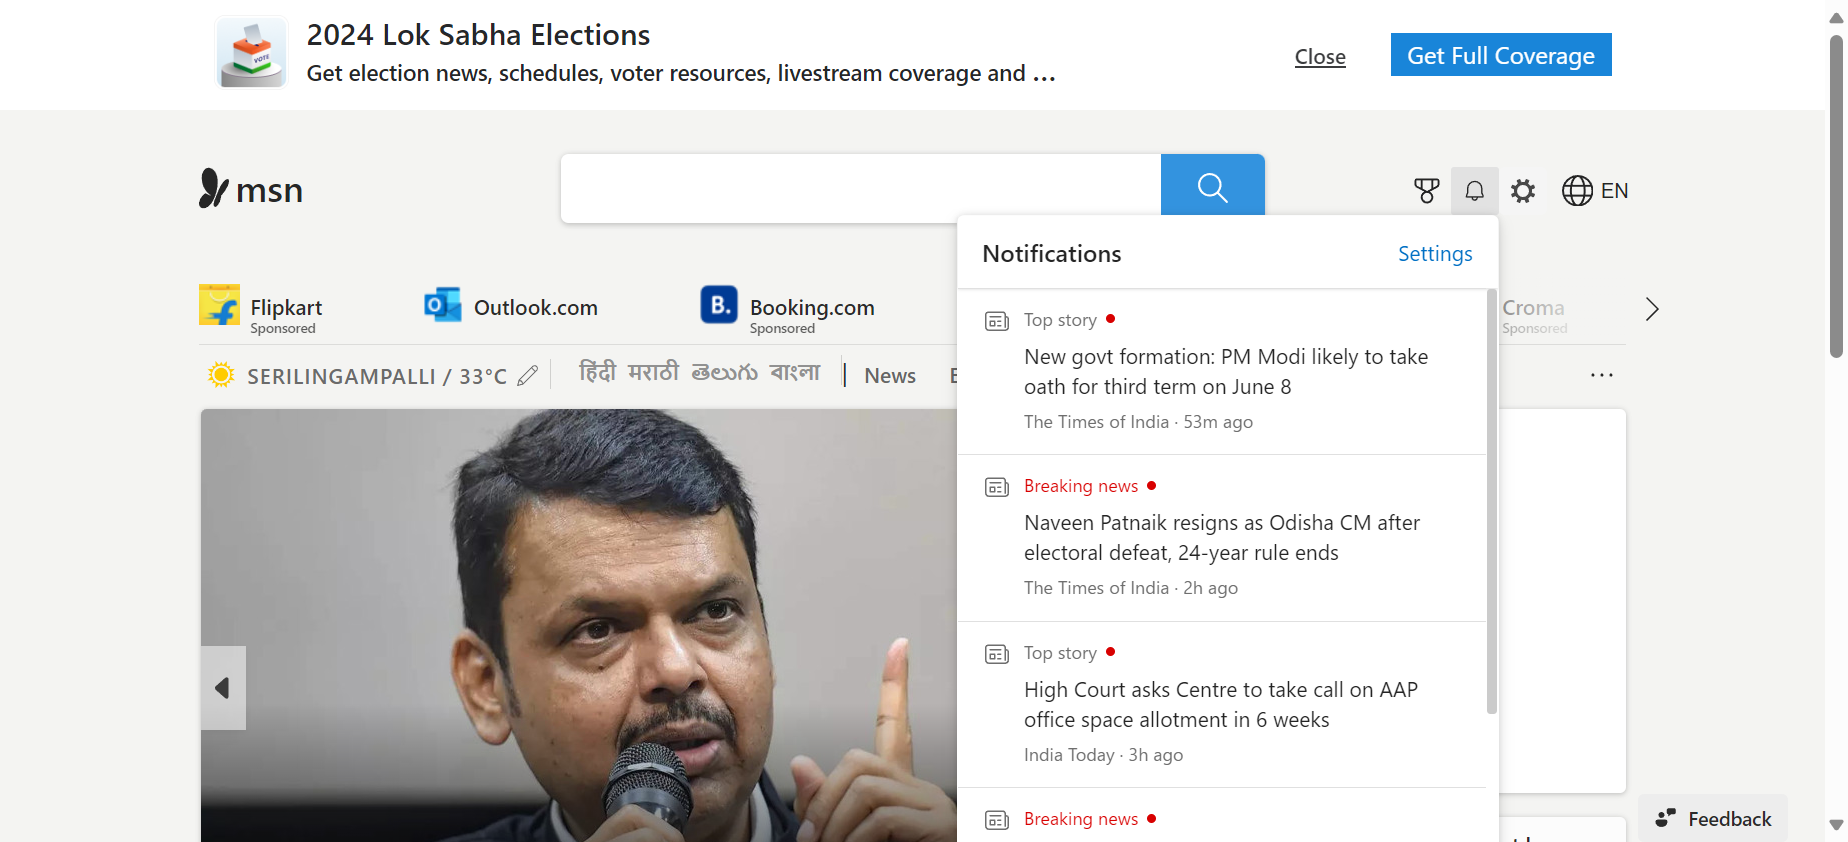 2024 Lok Sabha Elections
Get election news, schedules, voter resources, livestream coverage and ...
Close
Get Full Coverage
VOTE
msn
EN
Notifications
Settings
Flipkart
Sponsored
Outlook.com
B.
Booking.com
Sponsored
Croma
Sponsored
SERILINGAMPALLI / 33°C
हिंदी मराठी తెలుగు বাংলা
News
Top story
New govt formation: PM Modi likely to take
oath for third term on June 8
The Times of India · 53m ago
Breaking news
Naveen Patnaik resigns as Odisha CM after
electoral defeat, 24-year rule ends
The Times of India · 2h ago
Top story
High Court asks Centre to take call on AAP
office space allotment in 6 weeks
India Today · 3h ago
Breaking news
Feedback